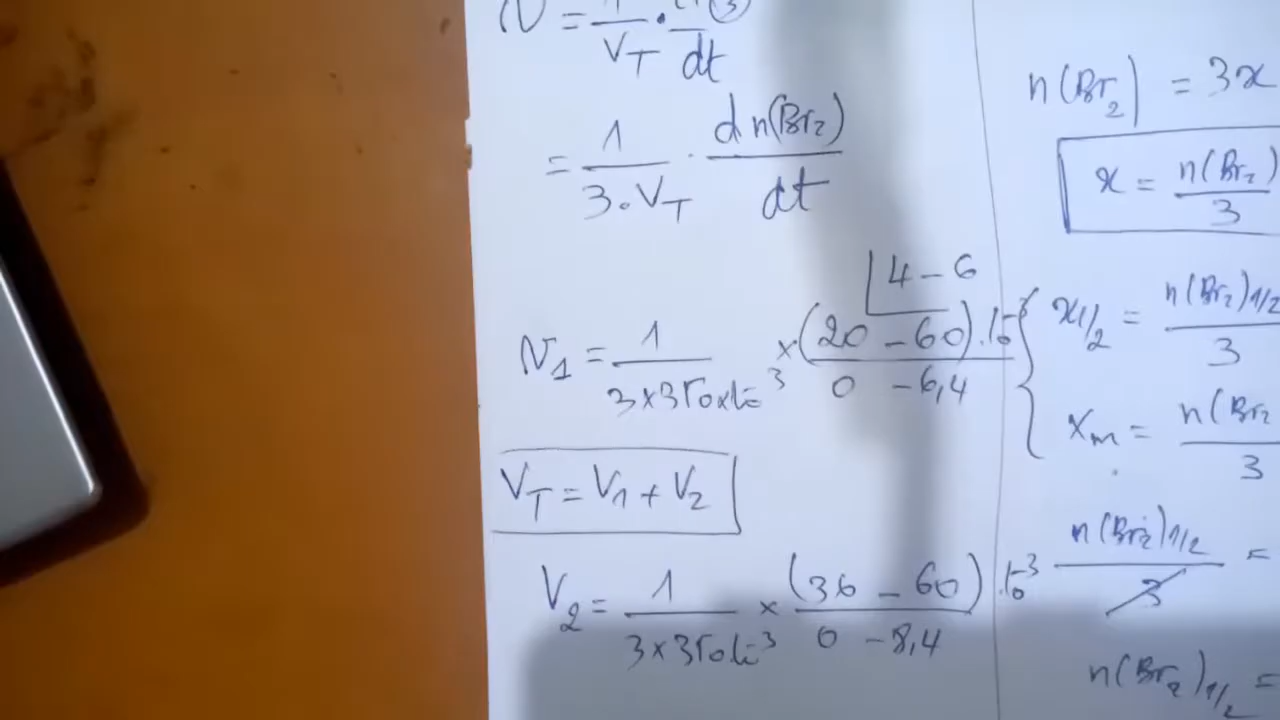 N = 1/V_T · /dt
= 1/(3.V_T) · dn(Br₂)/dt
4 - 6
N₁ = 1/(3×350×10⁻³) × (20 - 60).10⁻³/(0 - 6,4)
V_T = V₁ + V₂
V₂ = 1/(3×350.10⁻³) × (36 - 60).10⁻³/(0 - 8,4)
n(Br₂) = 3x
x = n(Br₂)/3
x1/2 = n(Br₂)1/2/3
x_m = n(Br₂/3
n(Br₂)1/2/3 =
n(Br₂)1/2 =